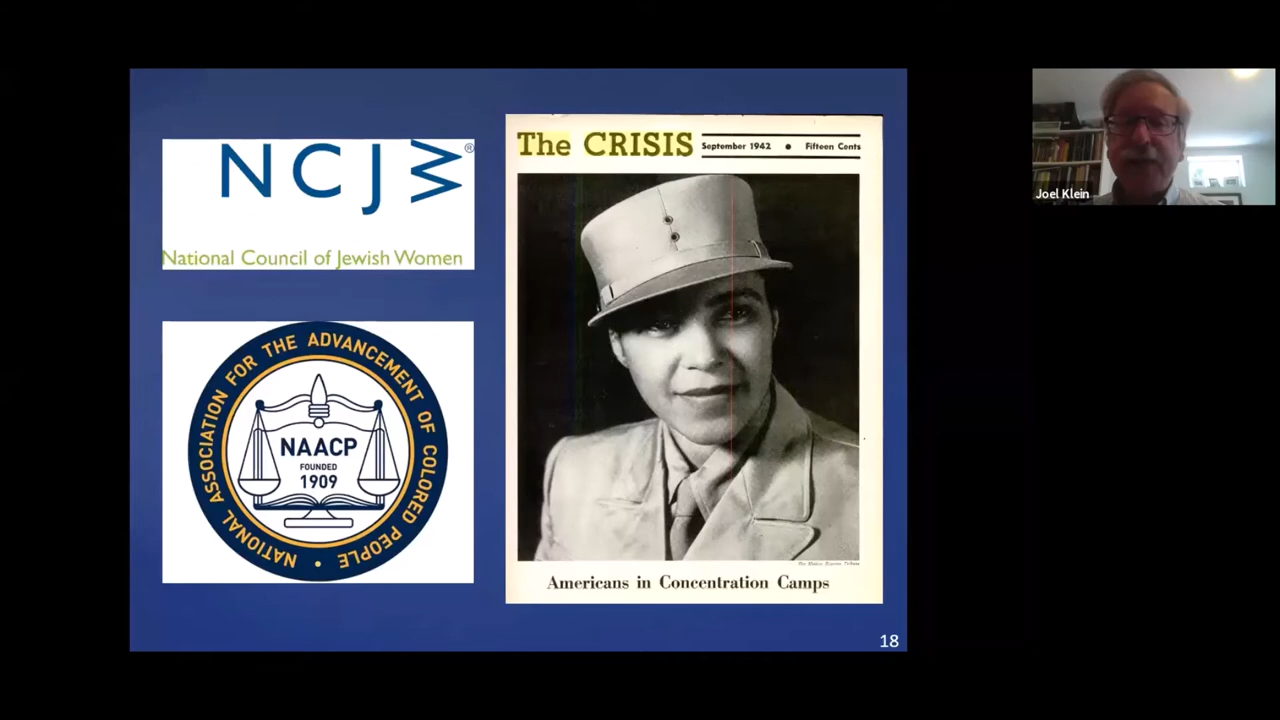 NCJW®
National Council of Jewish Women
NATIONAL ASSOCIATION FOR THE ADVANCEMENT OF COLORED PEOPLE •
NAACP
FOUNDED
1909
The CRISIS
September 1942 • Fifteen Cents
Americans in Concentration Camps
18
Joel Klein